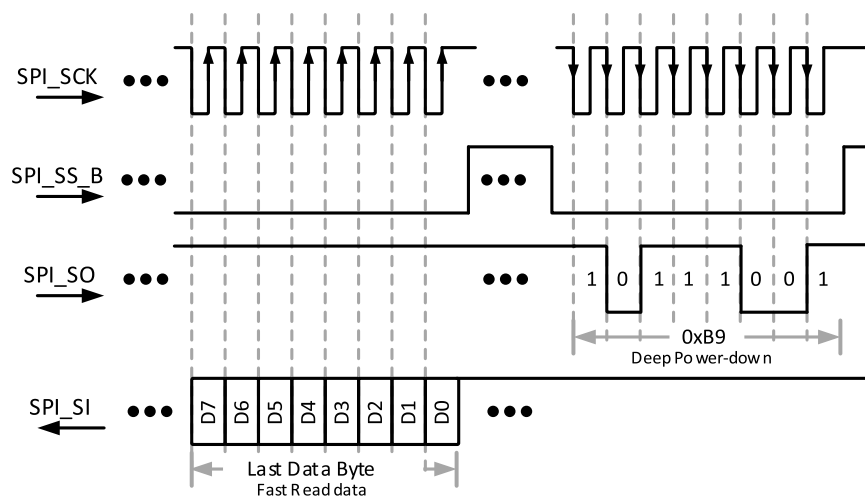 SPI_SCK
SPI_SS_B
SPI_SO
1 0 1 1 1 0 0 1
0xB9
Deep Power-down
SPI_SI
D7 D6 D5 D4 D3 D2 D1 D0
Last Data Byte
Fast Read data